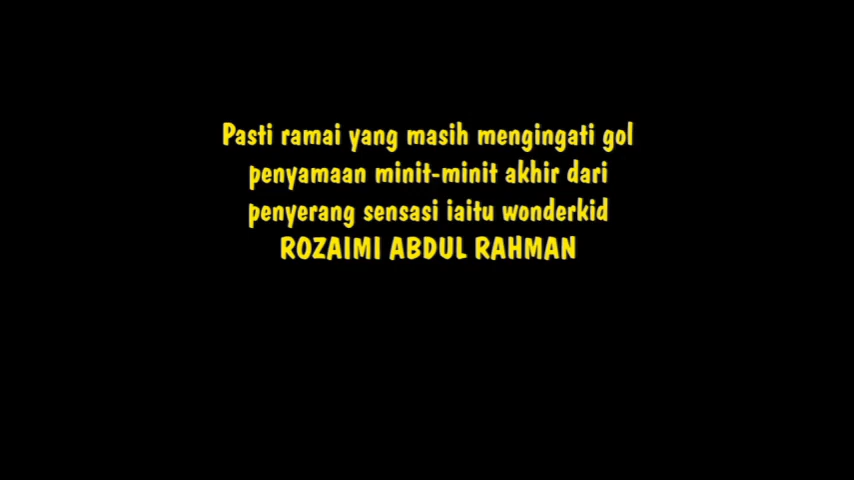 Pasti ramai yang masih mengingati gol
penyamaan minit-minit akhir dari
penyerang sensasi iaitu wonderkid
ROZAIMI ABDUL RAHMAN